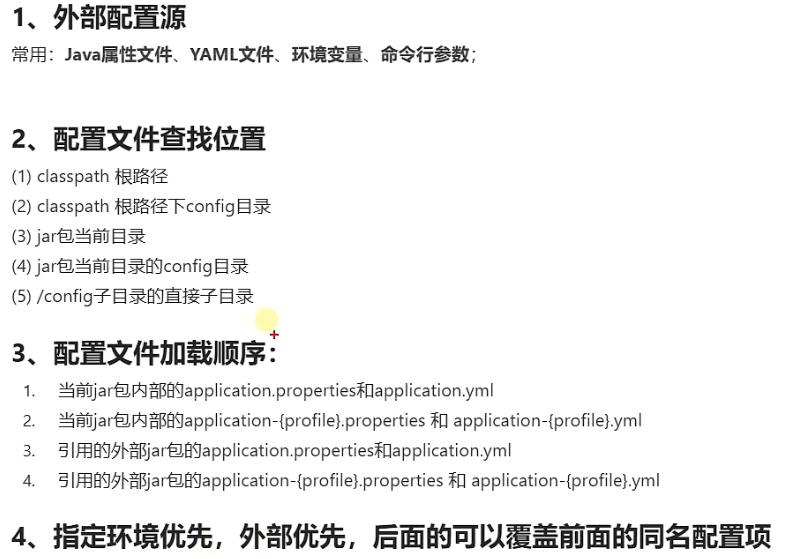 1、外部配置源
常用：Java属性文件、YAML文件、环境变量、命令行参数；
2、配置文件查找位置
(1) classpath 根路径
(2) classpath 根路径下config目录
(3) jar包当前目录
(4) jar包当前目录的config目录
(5) /config子目录的直接子目录
3、配置文件加载顺序：
1. 当前jar包内部的application.properties和application.yml
2. 当前jar包内部的application-{profile}.properties 和 application-{profile}.yml
3. 引用的外部jar包的application.properties和application.yml
4. 引用的外部jar包的application-{profile}.properties 和 application-{profile}.yml
4、指定环境优先，外部优先，后面的可以覆盖前面的同名配置项